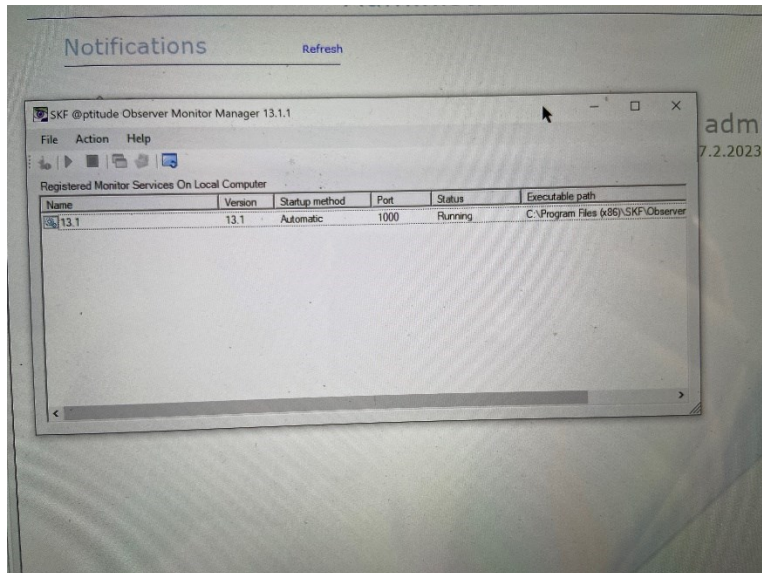 Notifications Refresh
SKF @ptitude Observer Monitor Manager 13.1.1
adm
7.2.2023
File Action Help
Registered Monitor Services On Local Computer
Name Version Startup method Port Status Executable path
13.1 13.1 Automatic 1000 Running C:\Program Files (x86)\SKF\Observer